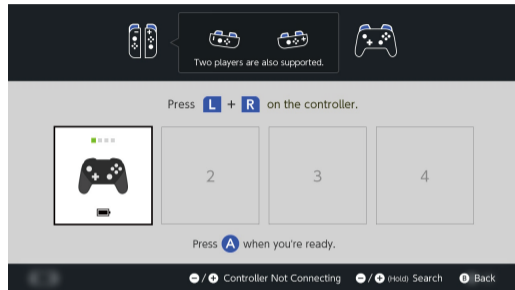 Two players are also supported.
Press L + R on the controller.
2 3 4
Press A when you're ready.
−/+ Controller Not Connecting −/+ (Hold) Search B Back